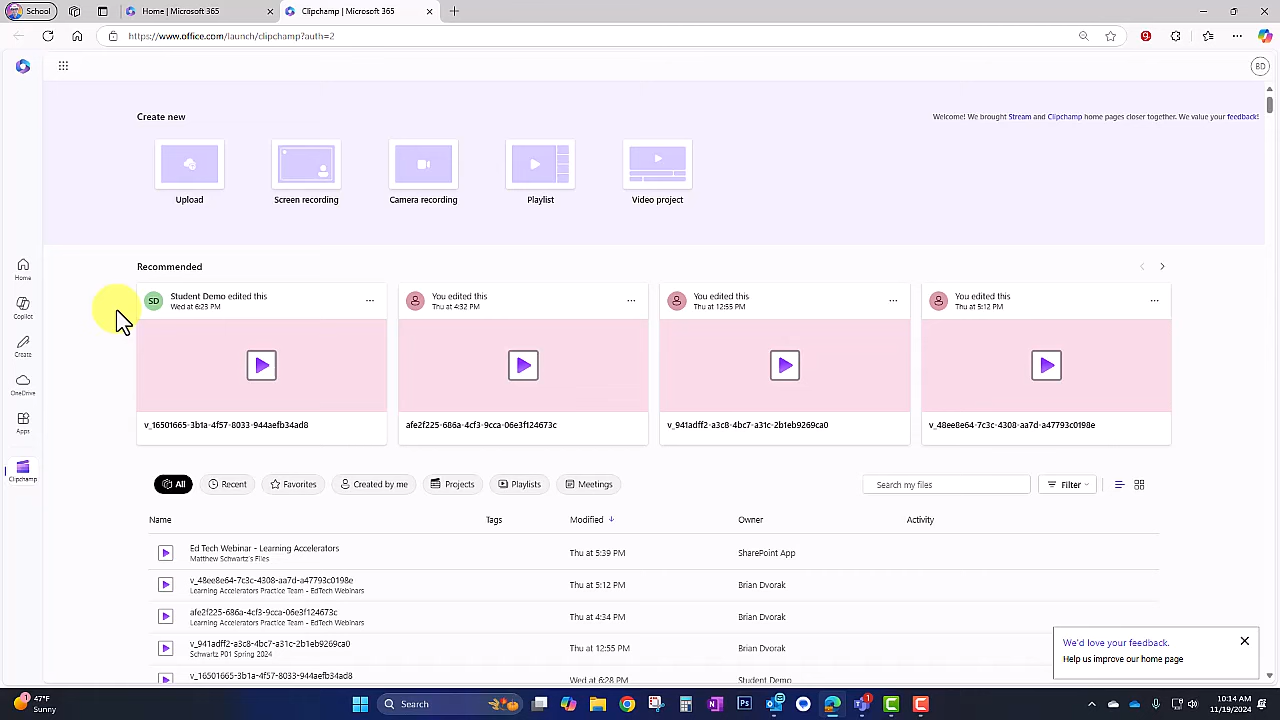 School
Home | Microsoft 365
Clipchamp | Microsoft 365
https://www.office.com/launch/clipchamp?auth=2
BD
Create new
Welcome! We brought Stream and Clipchamp home pages closer together. We value your feedback!
Upload
Screen recording
Camera recording
Playlist
Video project
Home
Copilot
Create
OneDrive
Apps
Clipchamp
Recommended
SD
Student Demo edited this
Wed at 6:23 PM
You edited this
Thu at 4:32 PM
You edited this
Thu at 12:55 PM
You edited this
Thu at 5:12 PM
v_16501665-3b1a-4f57-8033-944aefb34ad8
afe2f225-686a-4cf3-9cca-06e3f124673c
v_941adff2-a3c8-4bc7-a31c-2b1eb9269ca0
v_48ee8e64-7c3c-4308-aa7d-a47793c0198e
All
Recent
Favorites
Created by me
Projects
Playlists
Meetings
Search my files
Filter
Name
Tags
Modified
Owner
Activity
Ed Tech Webinar - Learning Accelerators
Matthew Schwartz's Files
Thu at 5:39 PM
SharePoint App
v_48ee8e64-7c3c-4308-aa7d-a47793c0198e
Learning Accelerators Practice Team - EdTech Webinars
Thu at 5:12 PM
Brian Dvorak
afe2f225-686a-4cf3-9cca-06e3f124673c
Learning Accelerators Practice Team - EdTech Webinars
Thu at 4:34 PM
Brian Dvorak
v_941adff2-a3c8-4bc7-a31c-2b1eb9269ca0
Schwartz P01 Spring 2024
Thu at 12:55 PM
Brian Dvorak
v_16501665-3b1a-4f57-8033-944aefb34ad8
Wed at 6:28 PM
Student Demo
We'd love your feedback.
Help us improve our home page
47°F
Sunny
Search
10:14 AM
11/19/2024